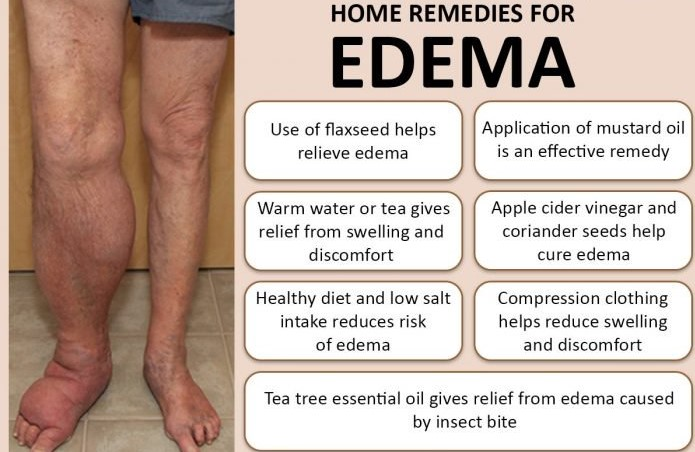 HOME REMEDIES FOR
EDEMA
Use of flaxseed helps
relieve edema
Application of mustard oil
is an effective remedy
Warm water or tea gives
relief from swelling and
discomfort
Apple cider vinegar and
coriander seeds help
cure edema
Healthy diet and low salt
intake reduces risk
of edema
Compression clothing
helps reduce swelling
and discomfort
Tea tree essential oil gives relief from edema caused
by insect bite